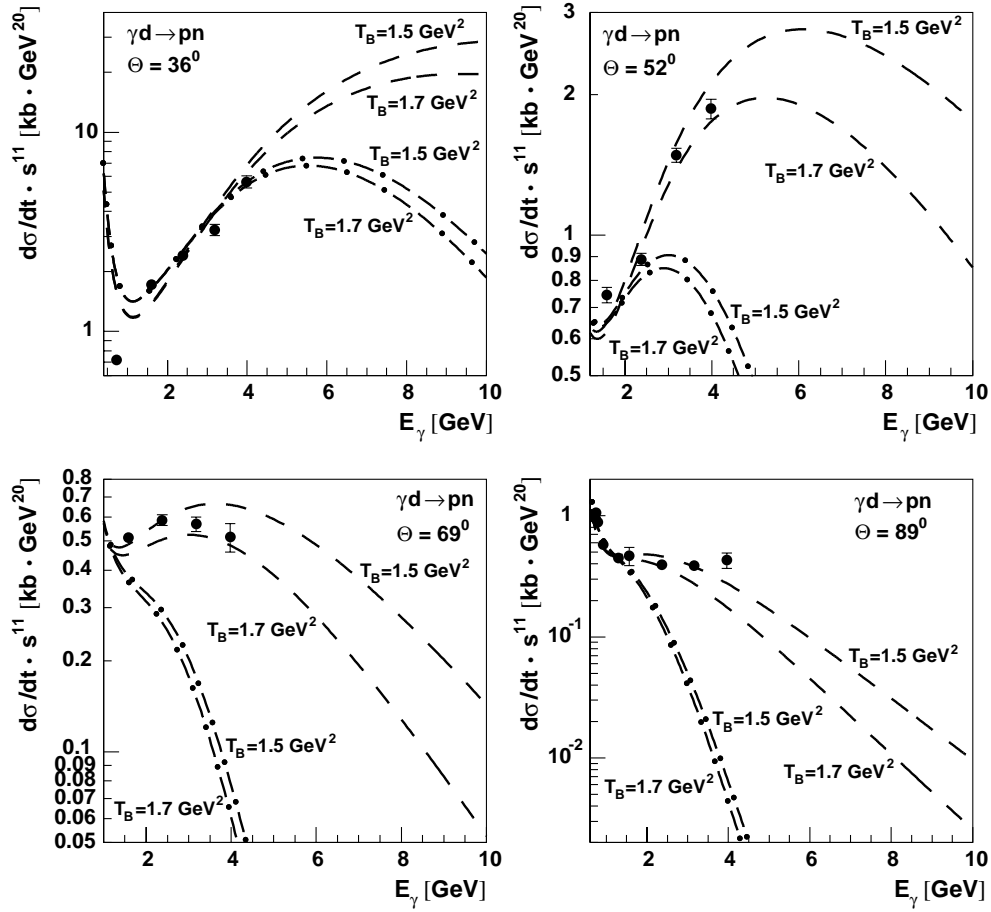 dσ/dt · s¹¹ [kb · GeV²⁰]
γd→pn
Θ = 36⁰
T_B=1.5 GeV²
T_B=1.7 GeV²
T_B=1.5 GeV²
T_B=1.7 GeV²
10
1
2 4 6 8 10
E_γ [GeV]
dσ/dt · s¹¹ [kb · GeV²⁰]
γd→pn
Θ = 52⁰
T_B=1.5 GeV²
T_B=1.7 GeV²
T_B=1.5 GeV²
T_B=1.7 GeV²
3
2
1
0.9
0.8
0.7
0.6
0.5
2 4 6 8 10
E_γ [GeV]
dσ/dt · s¹¹ [kb · GeV²⁰]
γd→pn
Θ = 69⁰
T_B=1.5 GeV²
T_B=1.7 GeV²
T_B=1.5 GeV²
T_B=1.7 GeV²
0.8
0.7
0.6
0.5
0.4
0.3
0.2
0.1
0.09
0.08
0.07
0.06
0.05
2 4 6 8 10
E_γ [GeV]
dσ/dt · s¹¹ [kb · GeV²⁰]
γd→pn
Θ = 89⁰
T_B=1.5 GeV²
T_B=1.5 GeV²
T_B=1.7 GeV²
T_B=1.7 GeV²
1
10⁻¹
10⁻²
2 4 6 8 10
E_γ [GeV]